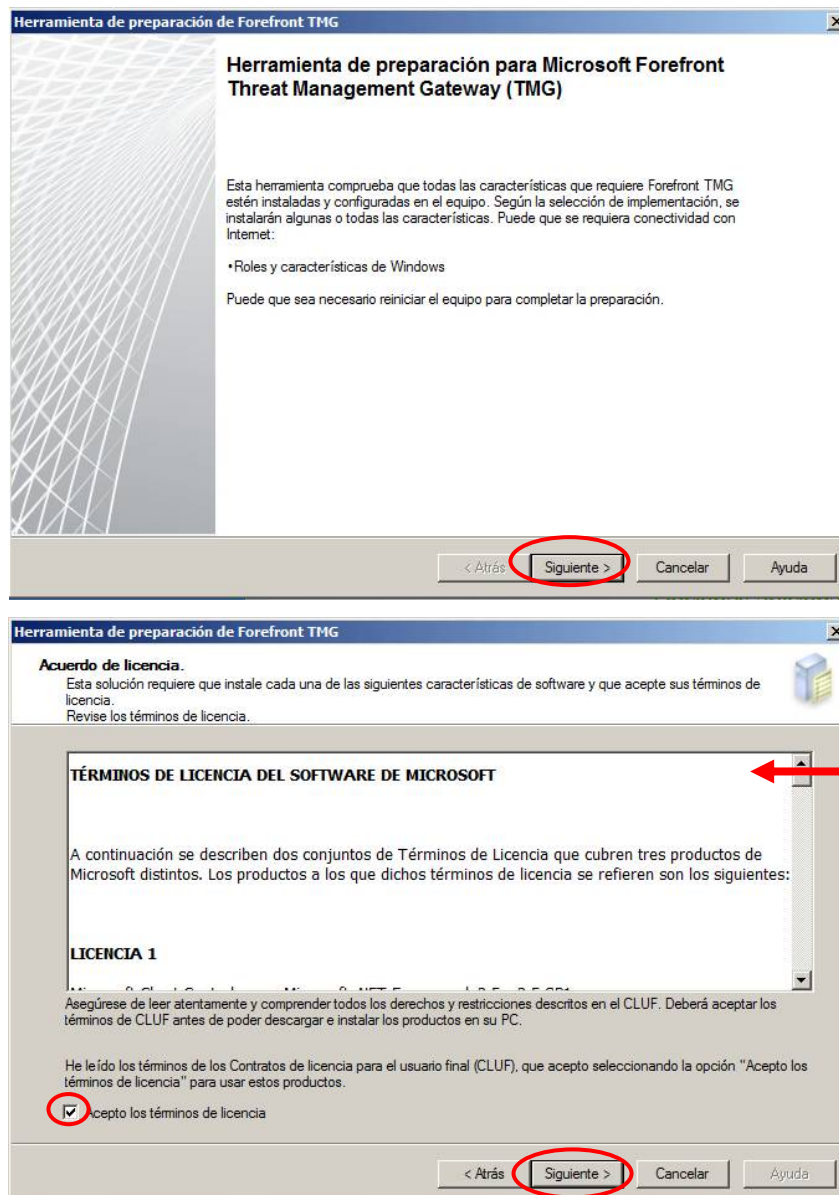 Herramienta de preparación de Forefront TMG
Herramienta de preparación para Microsoft Forefront
Threat Management Gateway (TMG)
Esta herramienta comprueba que todas las características que requiere Forefront TMG
estén instaladas y configuradas en el equipo. Según la selección de implementación, se
instalarán algunas o todas las características. Puede que se requiera conectividad con
Internet:
•Roles y características de Windows
Puede que sea necesario reiniciar el equipo para completar la preparación.
< Atrás Siguiente > Cancelar Ayuda
Herramienta de preparación de Forefront TMG
Acuerdo de licencia.
Esta solución requiere que instale cada una de las siguientes características de software y que acepte sus términos de
licencia.
Revise los términos de licencia.
TÉRMINOS DE LICENCIA DEL SOFTWARE DE MICROSOFT
A continuación se describen dos conjuntos de Términos de Licencia que cubren tres productos de
Microsoft distintos. Los productos a los que dichos términos de licencia se refieren son los siguientes:
LICENCIA 1
Asegúrese de leer atentamente y comprender todos los derechos y restricciones descritos en el CLUF. Deberá aceptar los
términos de CLUF antes de poder descargar e instalar los productos en su PC.
He leído los términos de los Contratos de licencia para el usuario final (CLUF), que acepto seleccionando la opción "Acepto los
términos de licencia" para usar estos productos.
Acepto los términos de licencia
< Atrás Siguiente > Cancelar Ayuda